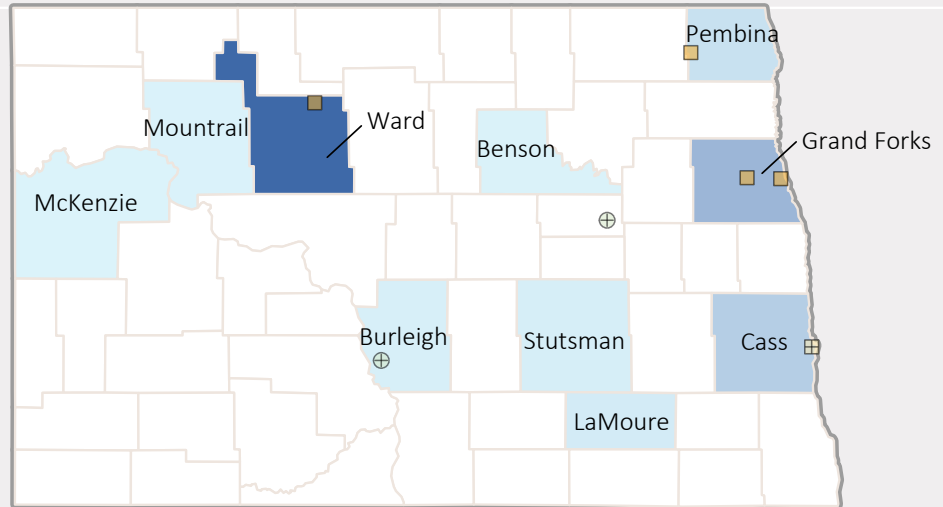 Pembina
Ward
Mountrail
Grand Forks
Benson
McKenzie
Burleigh
Stutsman
Cass
LaMoure